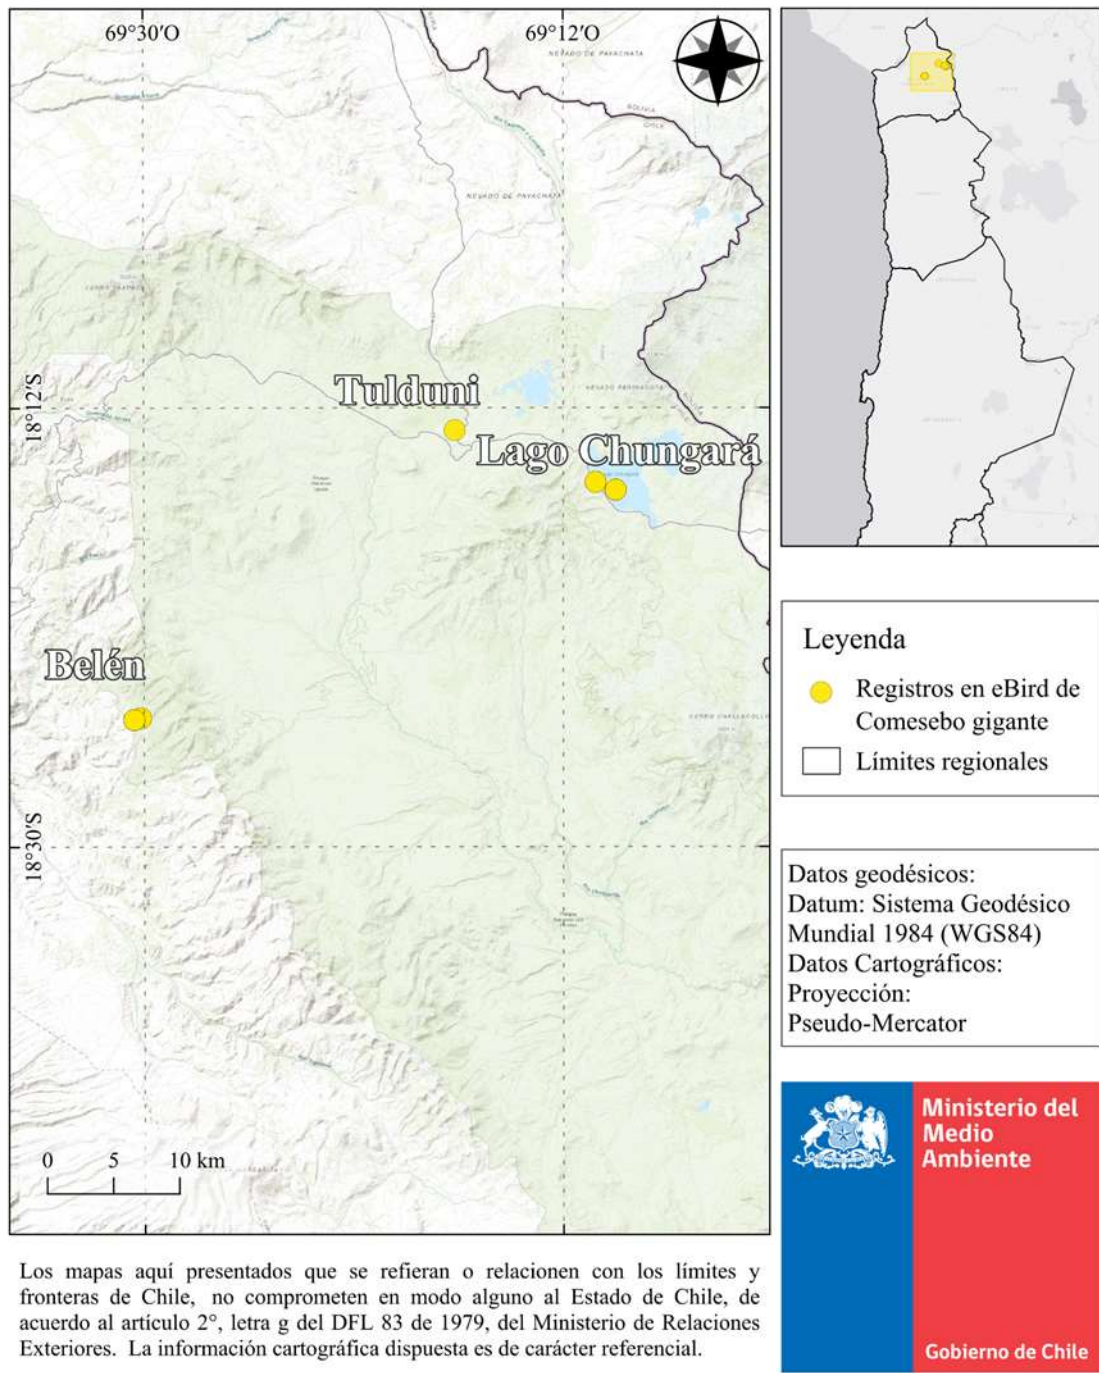 69°30′O
69°12′O
NEVADO DE PAYACHATA
BOLIVIA
CHILE
NEVADO DE PAYACHATA
18°12′S
Tulduni
Lago Chungará
Belén
18°30′S
0 5 10 km
Leyenda
Registros en eBird de
Comesebo gigante
Límites regionales
Datos geodésicos:
Datum: Sistema Geodésico
Mundial 1984 (WGS84)
Datos Cartográficos:
Proyección:
Pseudo-Mercator
Ministerio del
Medio
Ambiente
Gobierno de Chile
Los mapas aquí presentados que se refieran o relacionen con los límites y
fronteras de Chile, no comprometen en modo alguno al Estado de Chile, de
acuerdo al artículo 2°, letra g del DFL 83 de 1979, del Ministerio de Relaciones
Exteriores. La información cartográfica dispuesta es de carácter referencial.